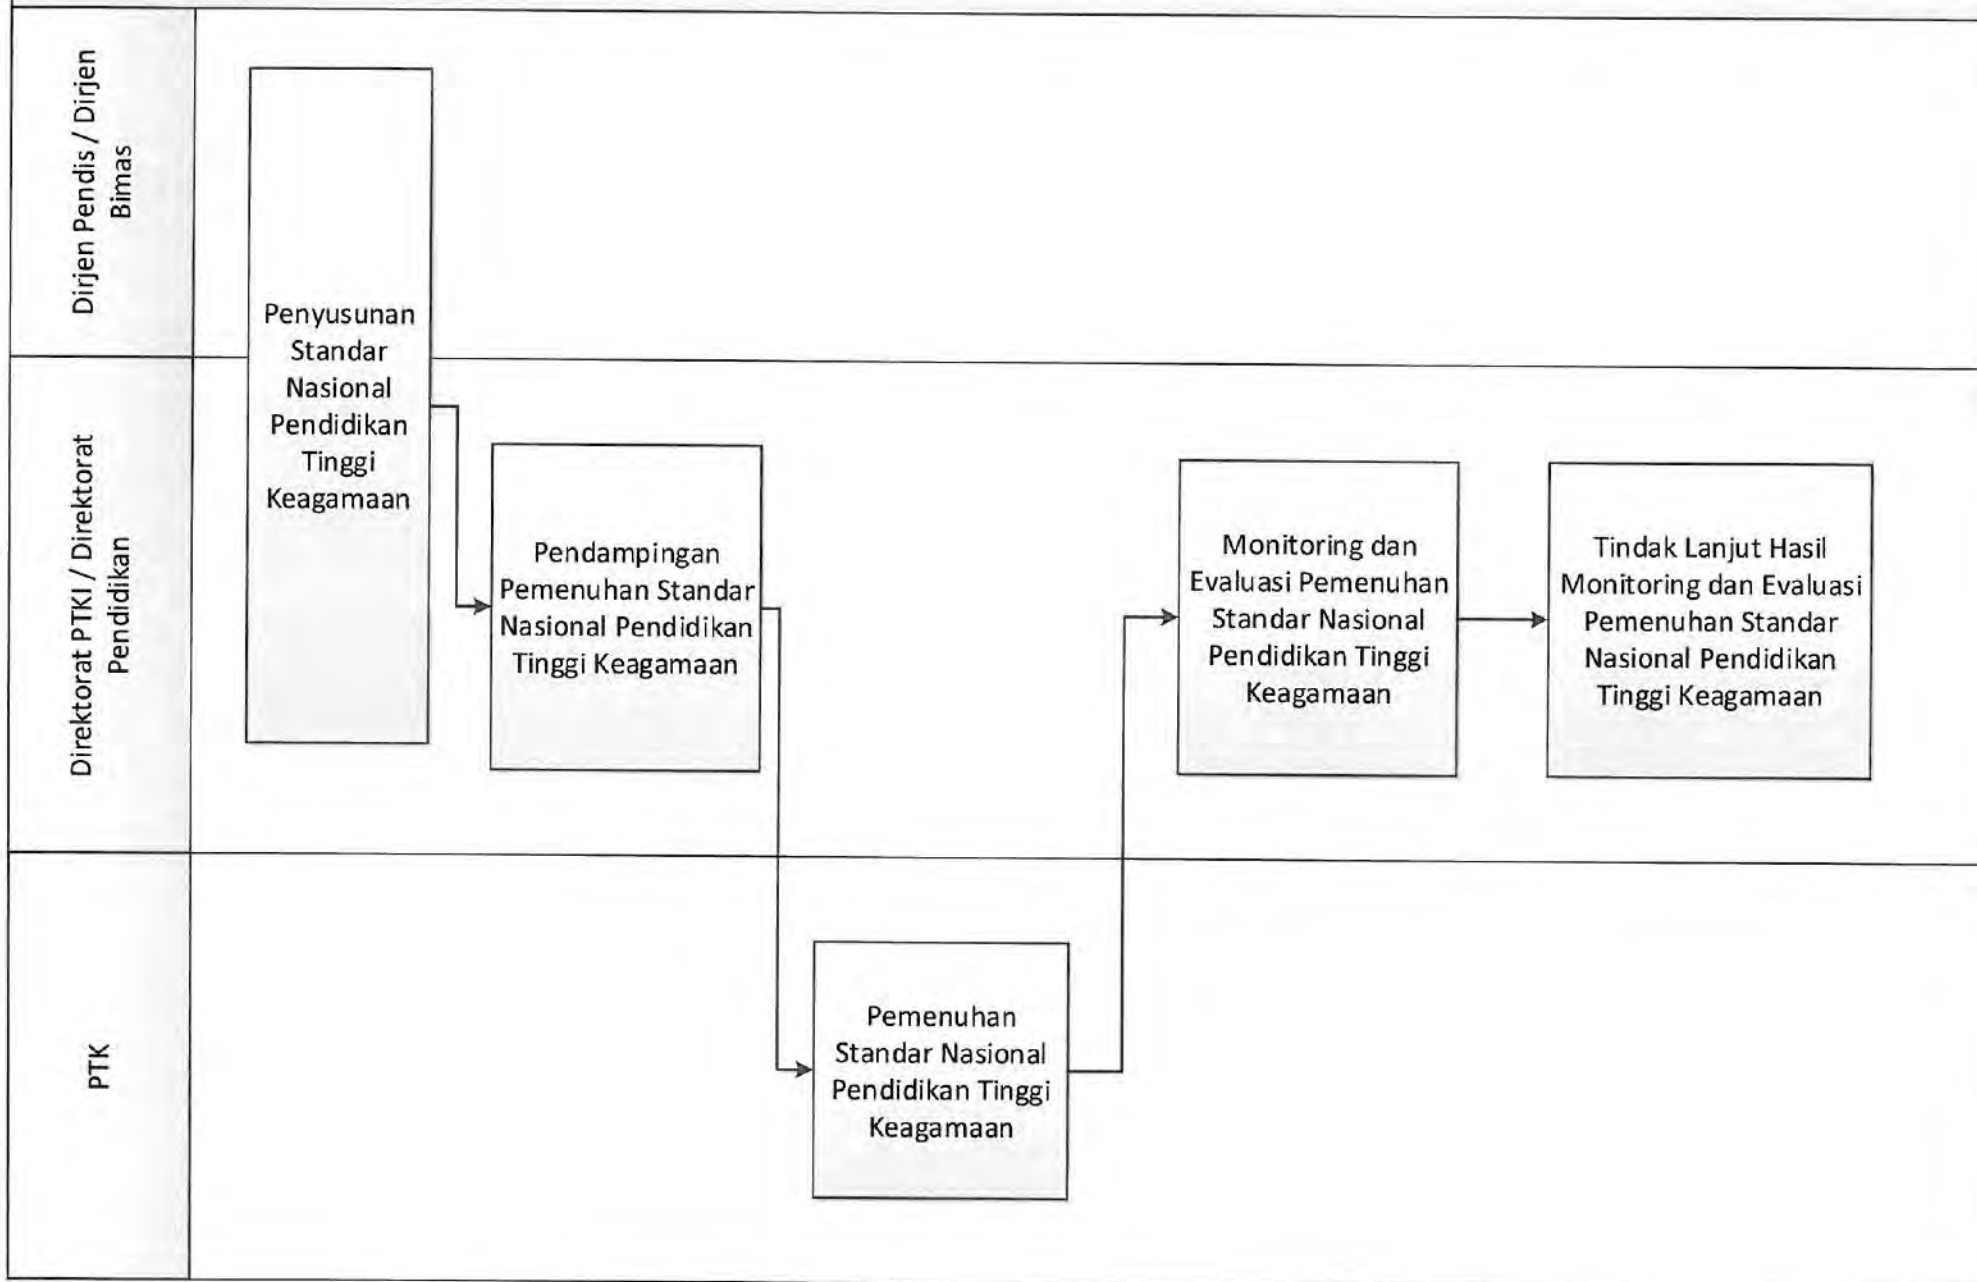 Dirjen Pendis / Dirjen
Bimas
Penyusunan
Standar
Nasional
Pendidikan
Tinggi
Keagamaan
Direktorat PTKI / Direktorat
Pendidikan
Pendampingan
Pemenuhan Standar
Nasional Pendidikan
Tinggi Keagamaan
Monitoring dan
Evaluasi Pemenuhan
Standar Nasional
Pendidikan Tinggi
Keagamaan
Tindak Lanjut Hasil
Monitoring dan Evaluasi
Pemenuhan Standar
Nasional Pendidikan
Tinggi Keagamaan
PTK
Pemenuhan
Standar Nasional
Pendidikan Tinggi
Keagamaan